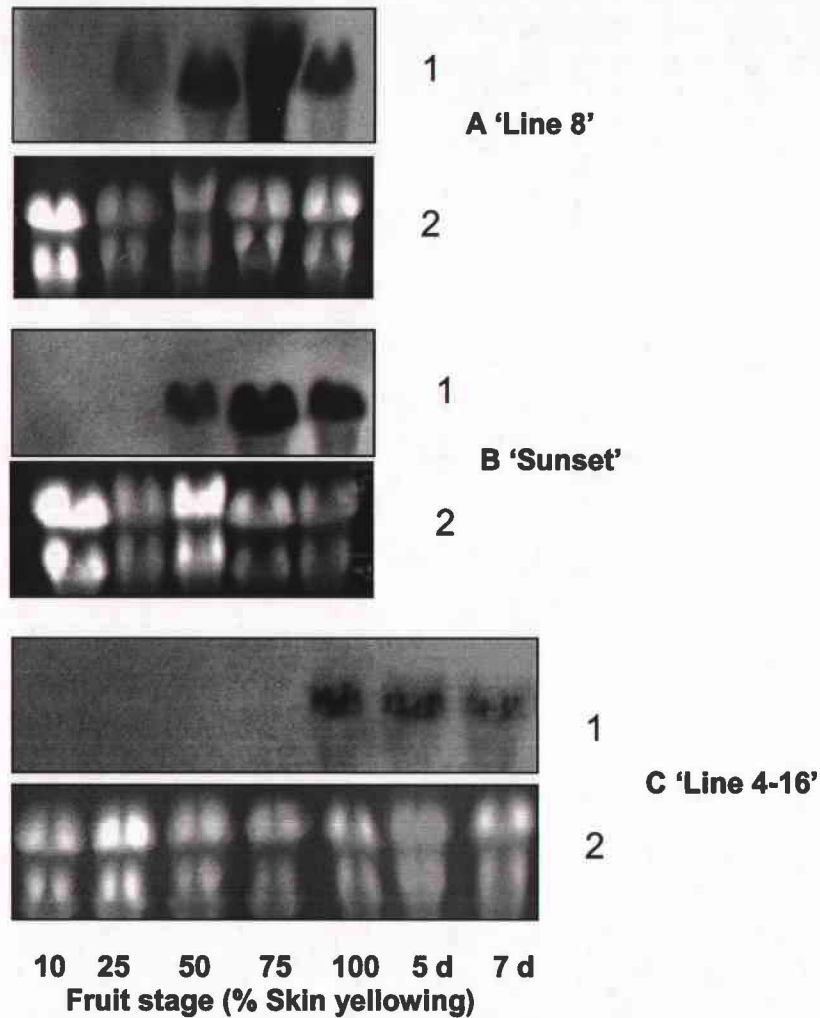 1
A 'Line 8'
2
1
B 'Sunset'
2
1
C 'Line 4-16'
2
10 25 50 75 100 5 d 7 d
Fruit stage (% Skin yellowing)